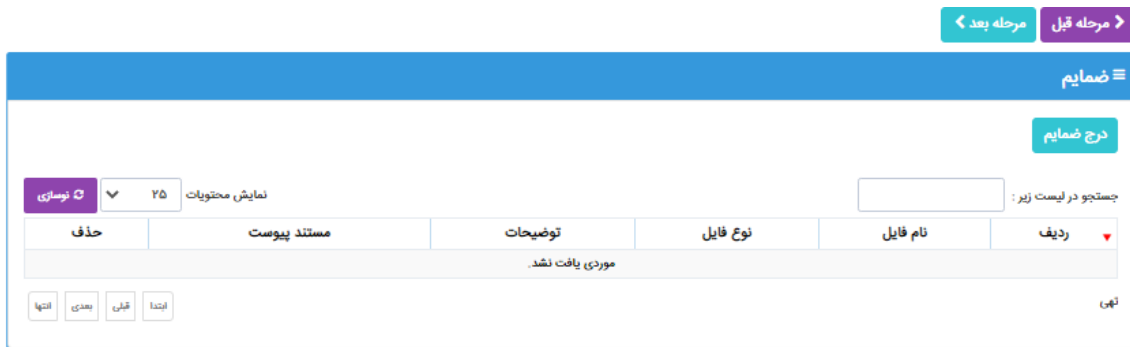 مرحله قبل مرحله بعد
ضمایم
درج ضمایم
جستجو در لیست زیر : نمایش محتویات ۲۵ نوسازی
ردیف نام فایل نوع فایل توضیحات مستند پیوست حذف
موردی یافت نشد.
تهی ابتدا قبلی بعدی انتها